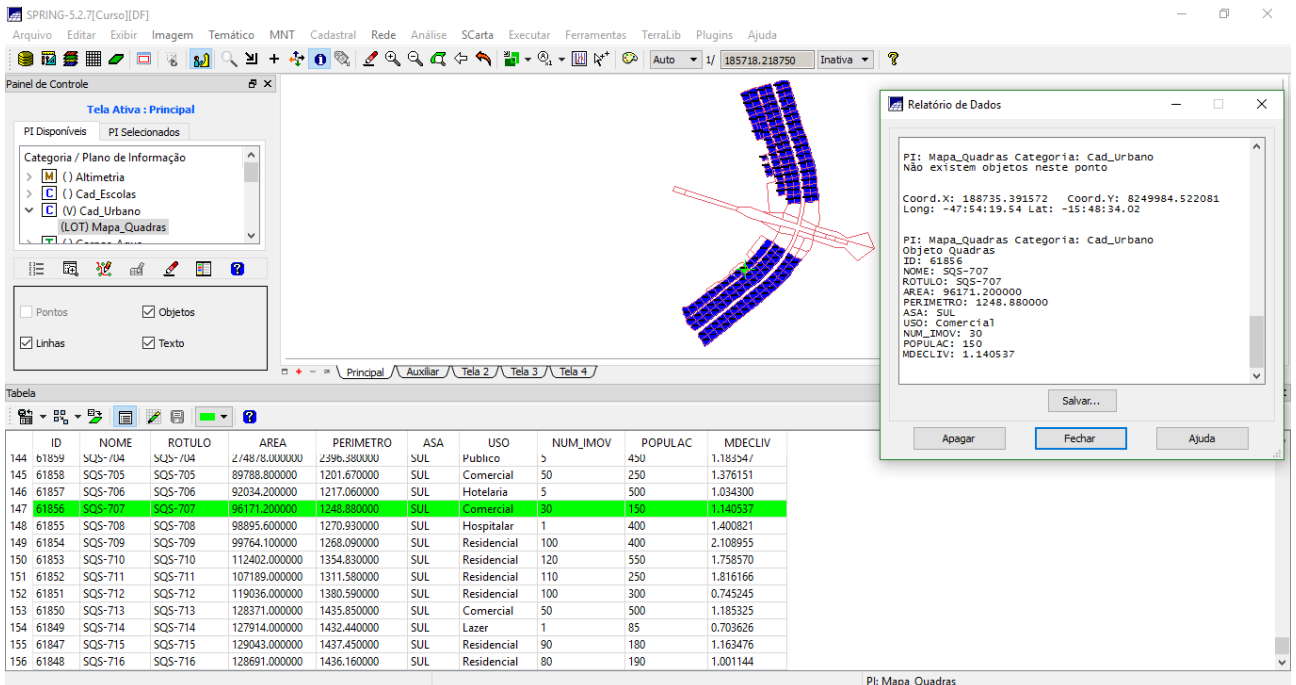 SPRING-5.2.7[Curso][DF]
Arquivo Editar Exibir Imagem Temático MNT Cadastral Rede Análise SCarta Executar Ferramentas TerraLib Plugins Ajuda
Auto 1/ 185718.218750 Inativa
Painel de Controle
Tela Ativa : Principal
PI Disponíveis PI Selecionados
Categoria / Plano de Informação
M () Altimetria
C () Cad_Escolas
C (V) Cad_Urbano
(LOT) Mapa_Quadras
Pontos Objetos
Linhas Texto
Principal Auxiliar Tela 2 Tela 3 Tela 4
Relatório de Dados
PI: Mapa_Quadras Categoria: Cad_Urbano
Não existem objetos neste ponto
Coord.X: 188735.391572 Coord.Y: 8249984.522081
Long: -47:54:19.54 Lat: -15:48:34.02
PI: Mapa_Quadras Categoria: Cad_Urbano
Objeto Quadras
ID: 61856
NOME: SQS-707
ROTULO: SQS-707
AREA: 96171.200000
PERIMETRO: 1248.880000
ASA: SUL
USO: Comercial
NUM_IMOV: 30
POPULAC: 150
MDECLIV: 1.140537
Salvar...
Apagar Fechar Ajuda
Tabela
ID NOME ROTULO AREA PERIMETRO ASA USO NUM_IMOV POPULAC MDECLIV
144 61859 SQS-704 SQS-704 274878.000000 2396.380000 SUL Publico 5 450 1.183547
145 61858 SQS-705 SQS-705 89788.800000 1201.670000 SUL Comercial 50 250 1.376151
146 61857 SQS-706 SQS-706 92034.200000 1217.060000 SUL Hotelaria 5 500 1.034300
147 61856 SQS-707 SQS-707 96171.200000 1248.880000 SUL Comercial 30 150 1.140537
148 61855 SQS-708 SQS-708 98895.600000 1270.930000 SUL Hospitalar 1 400 1.400821
149 61854 SQS-709 SQS-709 99764.100000 1268.090000 SUL Residencial 100 400 2.108955
150 61853 SQS-710 SQS-710 112402.000000 1354.830000 SUL Residencial 120 550 1.758570
151 61852 SQS-711 SQS-711 107189.000000 1311.580000 SUL Residencial 110 250 1.816166
152 61851 SQS-712 SQS-712 119036.000000 1380.590000 SUL Residencial 100 300 0.745245
153 61850 SQS-713 SQS-713 128371.000000 1435.850000 SUL Comercial 50 500 1.185325
154 61849 SQS-714 SQS-714 127914.000000 1432.440000 SUL Lazer 1 85 0.703626
155 61847 SQS-715 SQS-715 129043.000000 1437.450000 SUL Residencial 90 180 1.163476
156 61848 SQS-716 SQS-716 128691.000000 1436.160000 SUL Residencial 80 190 1.001144
PI: Mapa_Quadras